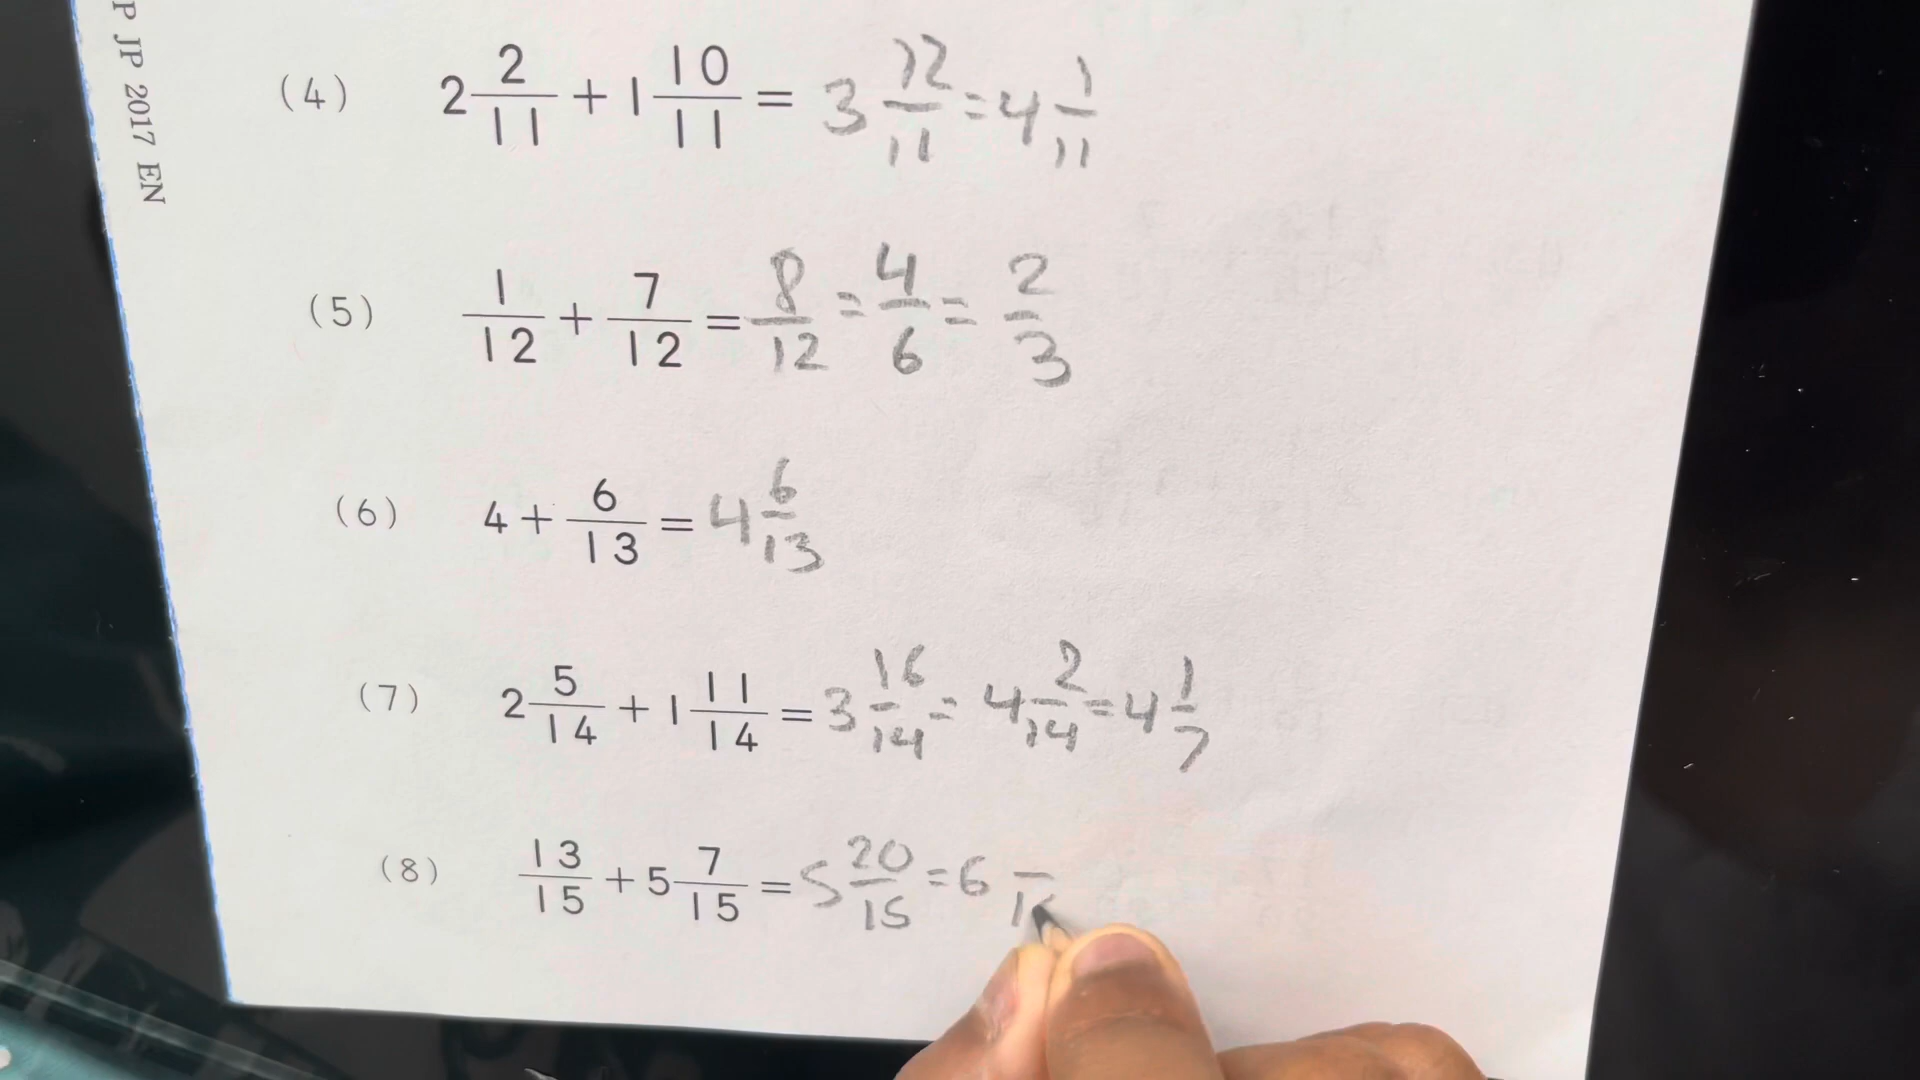 P JP 2017 EN
(4) 2 2/11 + 1 10/11 = 3 12/11 = 4 1/11
(5) 1/12 + 7/12 = 8/12 = 4/6 = 2/3
(6) 4 + 6/13 = 4 6/13
(7) 2 5/14 + 1 11/14 = 3 16/14 = 4 2/14 = 4 1/7
(8) 13/15 + 5 7/15 = 5 20/15 = 6